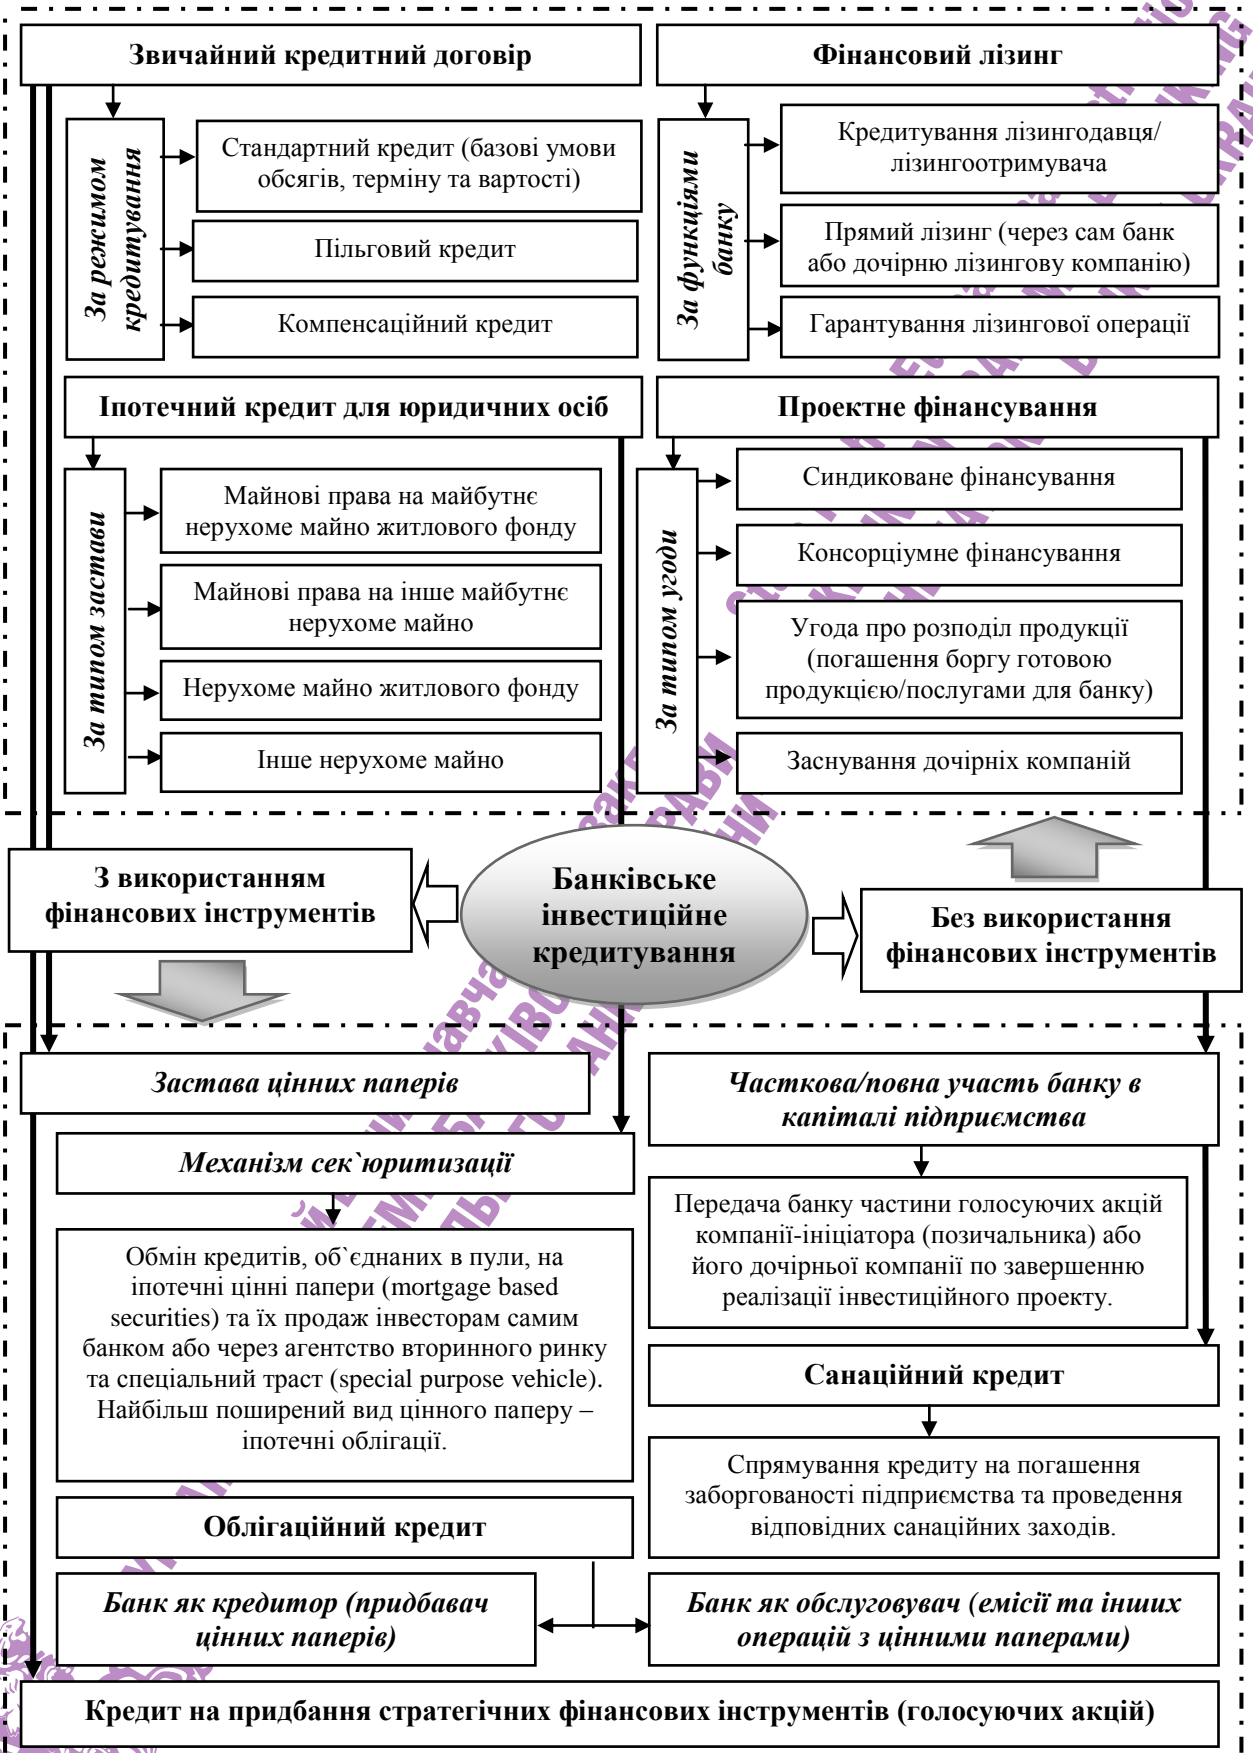 Звичайний кредитний договір
Фінансовий лізинг
За режимом
кредитування
Стандартний кредит (базові умови
обсягів, терміну та вартості)
Пільговий кредит
Компенсаційний кредит
За функціями
банку
Кредитування лізингодавця/
лізингоотримувача
Прямий лізинг (через сам банк
або дочірню лізингову компанію)
Гарантування лізингової операції
Іпотечний кредит для юридичних осіб
Проектне фінансування
За типом застави
Майнові права на майбутнє
нерухоме майно житлового фонду
Майнові права на інше майбутнє
нерухоме майно
Нерухоме майно житлового фонду
Інше нерухоме майно
За типом угоди
Синдиковане фінансування
Консорціумне фінансування
Угода про розподіл продукції
(погашення боргу готовою
продукцією/послугами для банку)
Заснування дочірніх компаній
З використанням
фінансових інструментів
Банківське
інвестиційне
кредитування
Без використання
фінансових інструментів
Застава цінних паперів
Часткова/повна участь банку в
капіталі підприємства
Механізм сек`юритизації
Передача банку частини голосуючих акцій
компанії-ініціатора (позичальника) або
його дочірньої компанії по завершенню
реалізації інвестиційного проекту.
Обмін кредитів, об`єднаних в пули, на
іпотечні цінні папери (mortgage based
securities) та їх продаж інвесторам самим
банком або через агентство вторинного ринку
та спеціальний траст (special purpose vehicle).
Найбільш поширений вид цінного паперу –
іпотечні облігації.
Санаційний кредит
Спрямування кредиту на погашення
заборгованості підприємства та проведення
відповідних санаційних заходів.
Облігаційний кредит
Банк як кредитор (придбавач
цінних паперів)
Банк як обслуговувач (емісії та інших
операцій з цінними паперами)
Кредит на придбання стратегічних фінансових інструментів (голосуючих акцій)